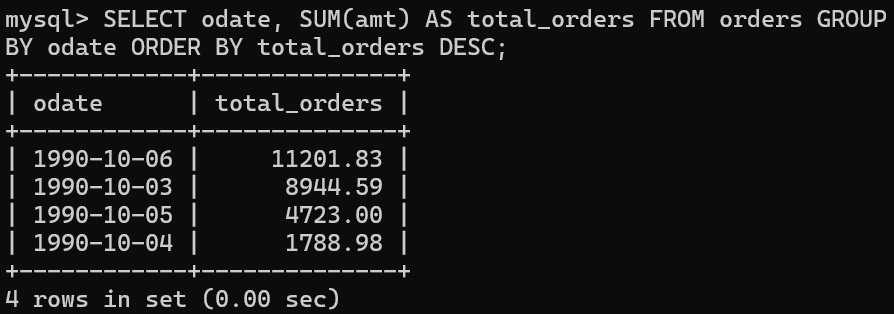 mysql> SELECT odate, SUM(amt) AS total_orders FROM orders GROUP
BY odate ORDER BY total_orders DESC;
+------------+--------------+
| odate      | total_orders |
+------------+--------------+
| 1990-10-06 |     11201.83 |
| 1990-10-03 |      8944.59 |
| 1990-10-05 |      4723.00 |
| 1990-10-04 |      1788.98 |
+------------+--------------+
4 rows in set (0.00 sec)